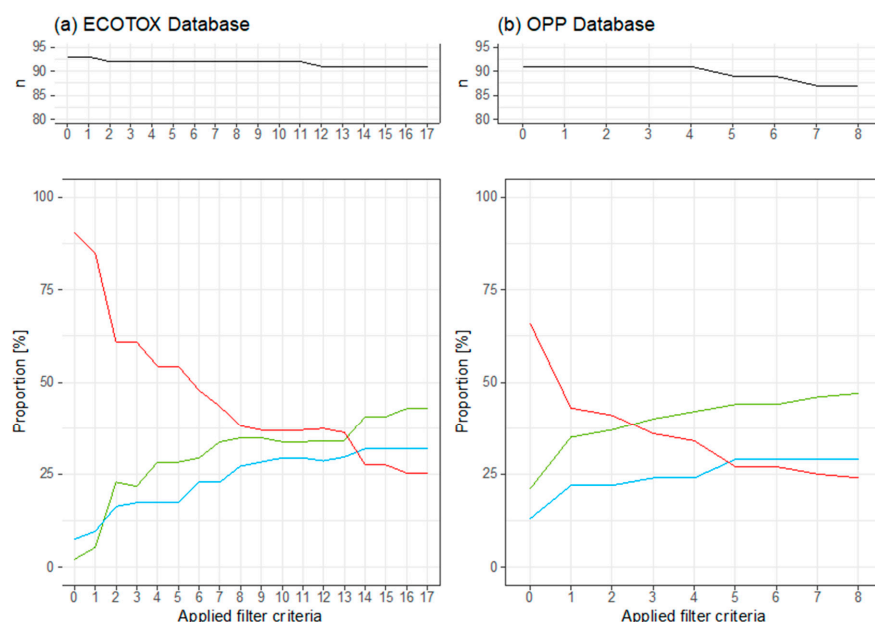 (a) ECOTOX Database
(b) OPP Database
95
90
85
80
n
0 1 2 3 4 5 6 7 8 9 10 11 12 13 14 15 16 17
95
90
85
80
n
0 1 2 3 4 5 6 7 8
100
75
50
25
0
Proportion [%]
0 1 2 3 4 5 6 7 8 9 10 11 12 13 14 15 16 17
Applied filter criteria
100
75
50
25
0
Proportion [%]
0 1 2 3 4 5 6 7 8
Applied filter criteria